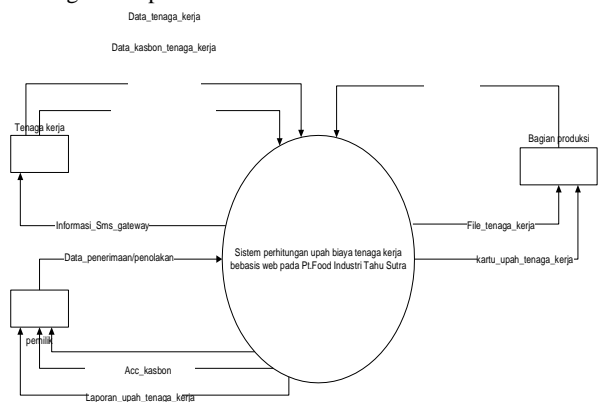 Data_tenaga_kerja
Data_kasbon_tenaga_kerja
Tenaga kerja
Bagian produksi
Informasi_Sms_gateway
File_tenaga_kerja
Data_penerimaan/penolakan
Sistem perhitungan upah biaya tenaga kerja
bebasis web pada Pt.Food Industri Tahu Sutra
kartu_upah_tenaga_kerja
pemilik
Acc_kasbon
Laporan_upah_tenaga_kerja